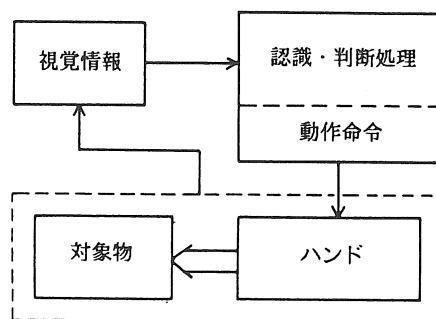 視覚情報
認識・判断処理
動作命令
対象物
ハンド